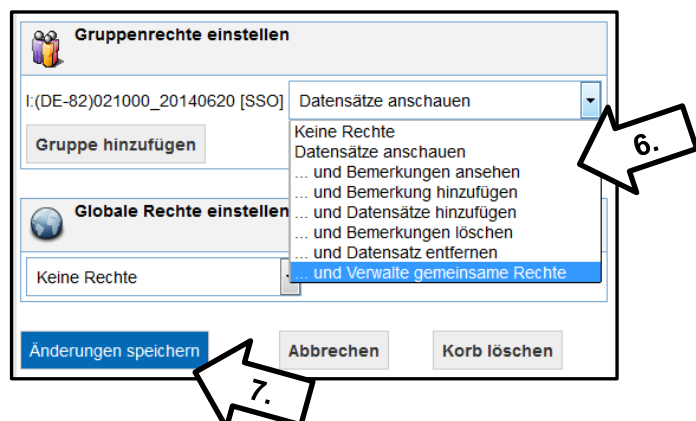 Gruppenrechte einstellen
I:(DE-82)021000_20140620 [SSO] Datensätze anschauen
Gruppe hinzufügen
Keine Rechte
Datensätze anschauen
... und Bemerkungen ansehen
... und Bemerkung hinzufügen
... und Datensätze hinzufügen
... und Bemerkungen löschen
... und Datensatz entfernen
... und Verwalte gemeinsame Rechte
6.
Globale Rechte einstellen
Keine Rechte
Änderungen speichern Abbrechen Korb löschen
7.